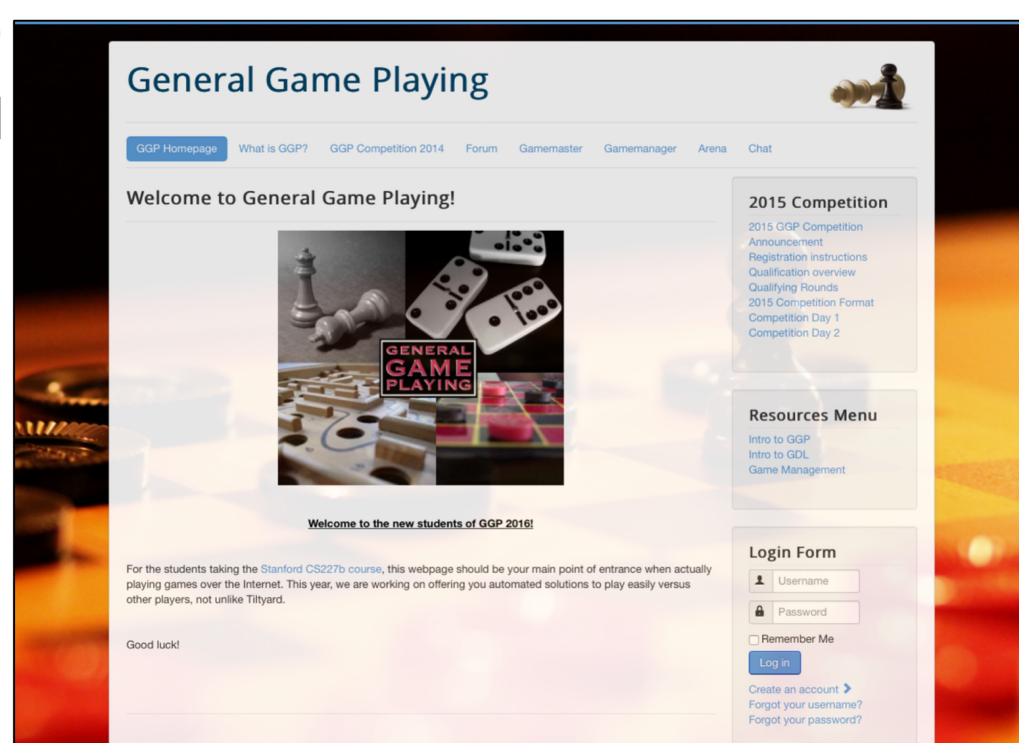 General Game Playing
GGP Homepage What is GGP? GGP Competition 2014 Forum Gamemaster Gamemanager Arena Chat
Welcome to General Game Playing!
GENERAL
GAME
PLAYING
Welcome to the new students of GGP 2016!
For the students taking the Stanford CS227b course, this webpage should be your main point of entrance when actually
playing games over the Internet. This year, we are working on offering you automated solutions to play easily versus
other players, not unlike Tiltyard.
Good luck!
2015 Competition
2015 GGP Competition
Announcement
Registration instructions
Qualification overview
Qualifying Rounds
2015 Competition Format
Competition Day 1
Competition Day 2
Resources Menu
Intro to GGP
Intro to GDL
Game Management
Login Form
Username
Password
Remember Me
Log in
Create an account
Forgot your username?
Forgot your password?